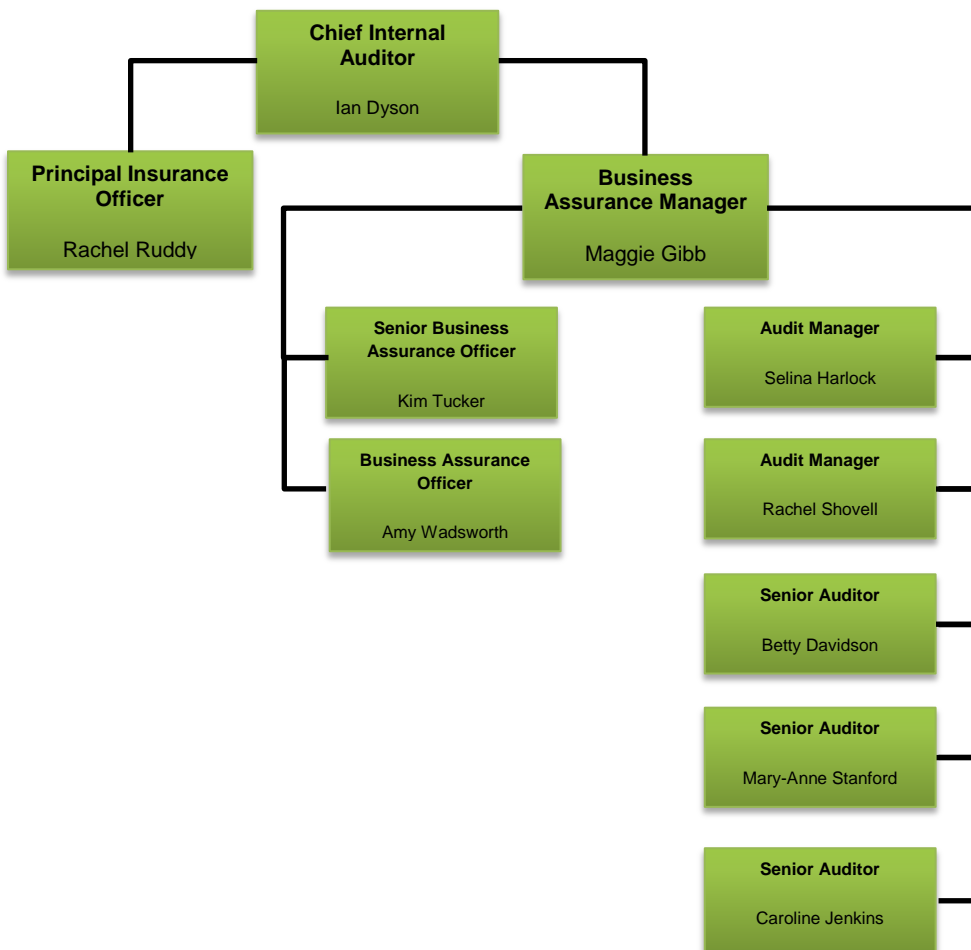 Chief Internal
Auditor
Ian Dyson
Principal Insurance
Officer
Rachel Ruddy
Business
Assurance Manager
Maggie Gibb
Senior Business
Assurance Officer
Kim Tucker
Business Assurance
Officer
Amy Wadsworth
Audit Manager
Selina Harlock
Audit Manager
Rachel Shovell
Senior Auditor
Betty Davidson
Senior Auditor
Mary-Anne Stanford
Senior Auditor
Caroline Jenkins